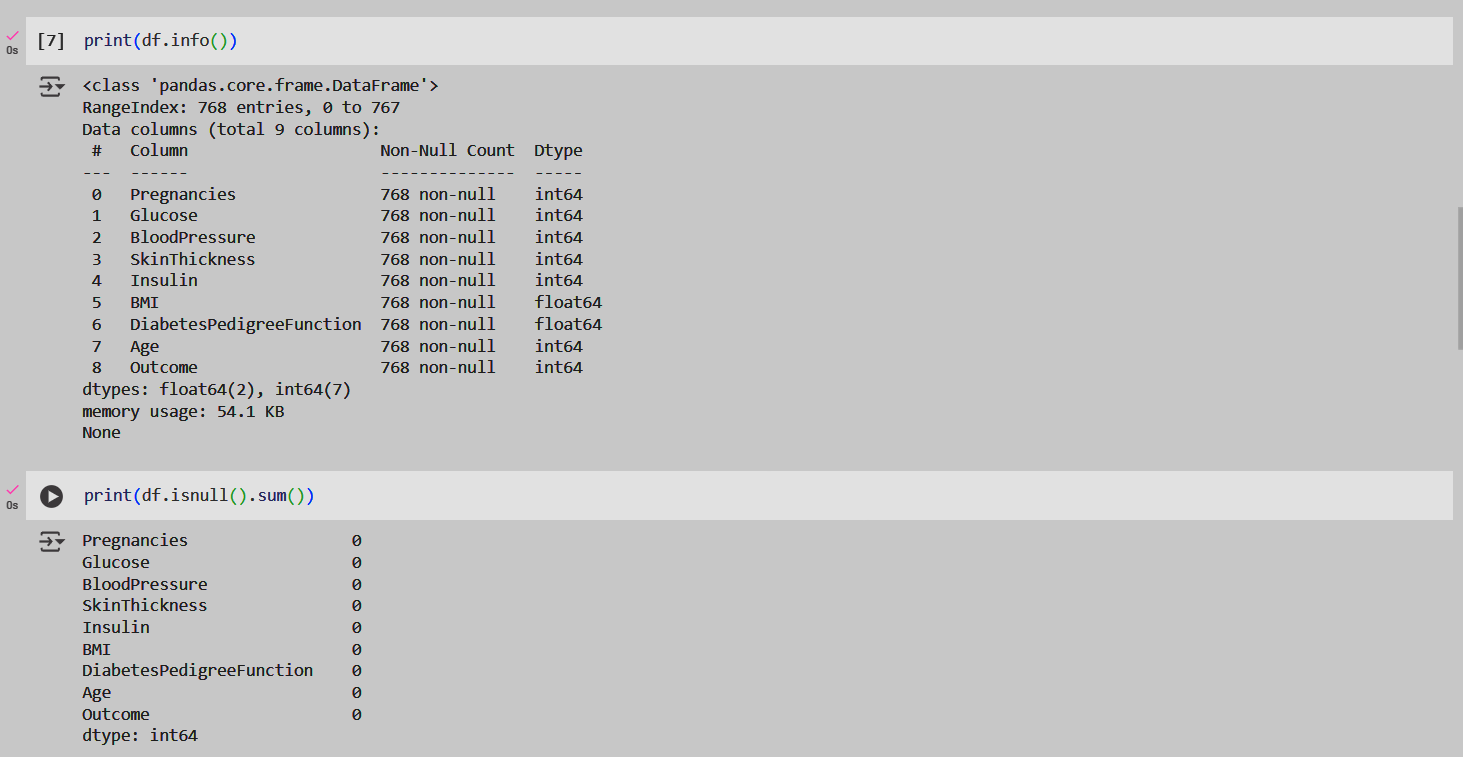 [7] print(df.info())
0s
<class 'pandas.core.frame.DataFrame'>
RangeIndex: 768 entries, 0 to 767
Data columns (total 9 columns):
 #   Column                    Non-Null Count  Dtype
---  ------                    --------------  -----
 0   Pregnancies               768 non-null    int64
 1   Glucose                   768 non-null    int64
 2   BloodPressure             768 non-null    int64
 3   SkinThickness             768 non-null    int64
 4   Insulin                   768 non-null    int64
 5   BMI                       768 non-null    float64
 6   DiabetesPedigreeFunction  768 non-null    float64
 7   Age                       768 non-null    int64
 8   Outcome                   768 non-null    int64
dtypes: float64(2), int64(7)
memory usage: 54.1 KB
None
print(df.isnull().sum())
0s
Pregnancies                 0
Glucose                     0
BloodPressure               0
SkinThickness               0
Insulin                     0
BMI                         0
DiabetesPedigreeFunction    0
Age                         0
Outcome                     0
dtype: int64